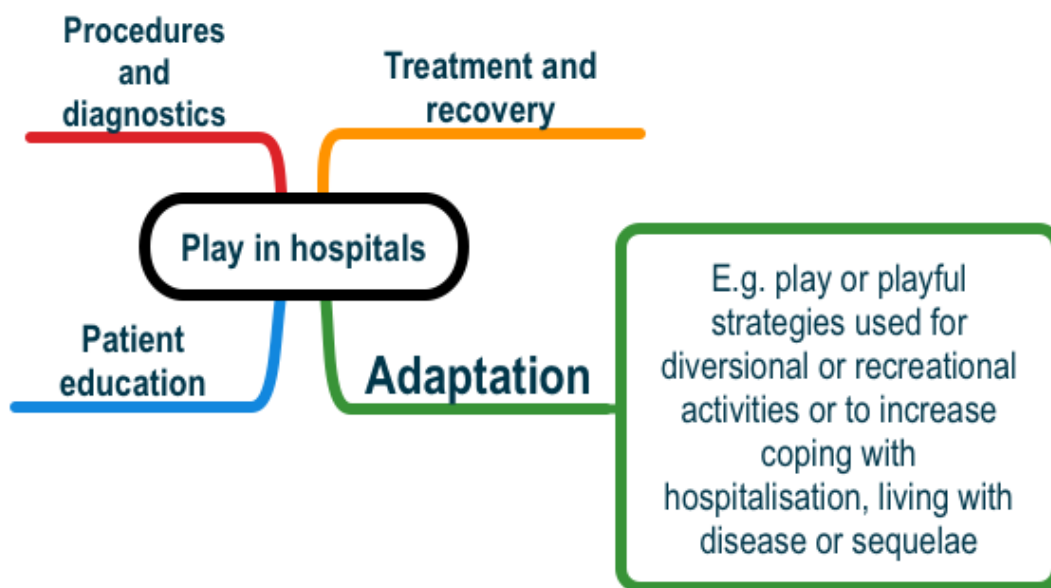 Procedures
and
diagnostics
Treatment and
recovery
Play in hospitals
Patient
education
Adaptation
E.g. play or playful
strategies used for
diversional or recreational
activities or to increase
coping with
hospitalisation, living with
disease or sequelae